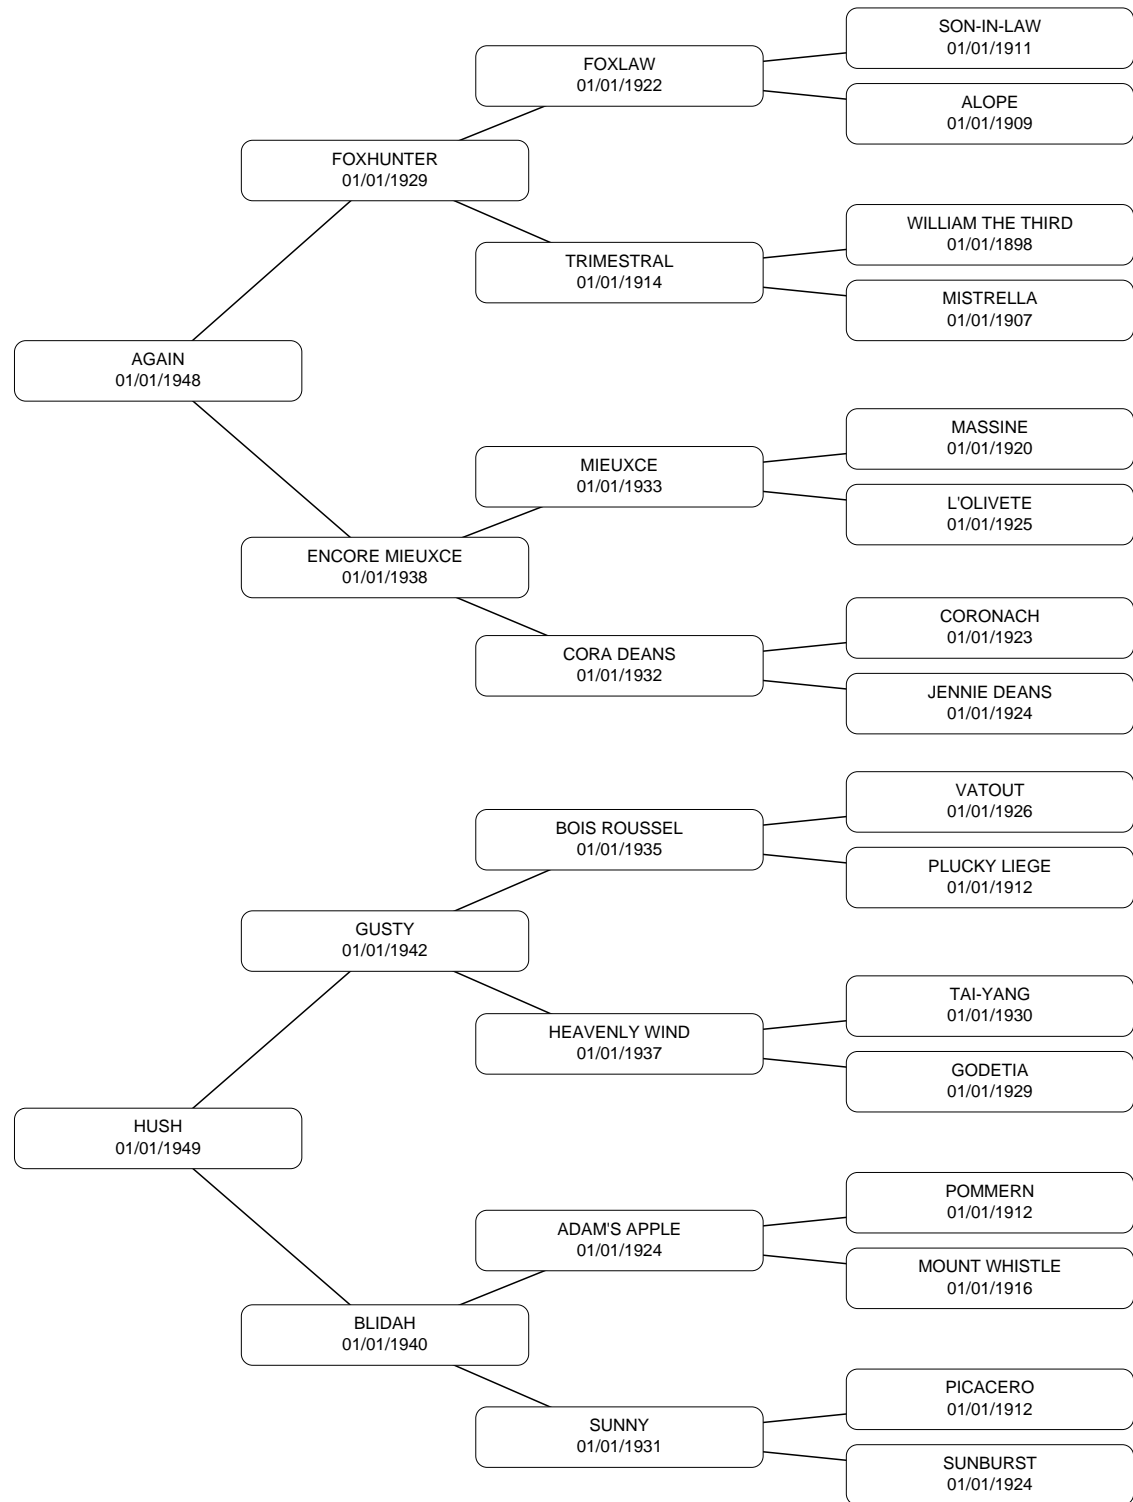 SON-IN-LAW
01/01/1911
FOXLAW
01/01/1922
ALOPE
01/01/1909
FOXHUNTER
01/01/1929
WILLIAM THE THIRD
01/01/1898
TRIMESTRAL
01/01/1914
MISTRELLA
01/01/1907
AGAIN
01/01/1948
MASSINE
01/01/1920
MIEUXCE
01/01/1933
L'OLIVETE
01/01/1925
ENCORE MIEUXCE
01/01/1938
CORONACH
01/01/1923
CORA DEANS
01/01/1932
JENNIE DEANS
01/01/1924
VATOUT
01/01/1926
BOIS ROUSSEL
01/01/1935
PLUCKY LIEGE
01/01/1912
GUSTY
01/01/1942
TAI-YANG
01/01/1930
HEAVENLY WIND
01/01/1937
GODETIA
01/01/1929
HUSH
01/01/1949
POMMERN
01/01/1912
ADAM'S APPLE
01/01/1924
MOUNT WHISTLE
01/01/1916
BLIDAH
01/01/1940
PICACERO
01/01/1912
SUNNY
01/01/1931
SUNBURST
01/01/1924